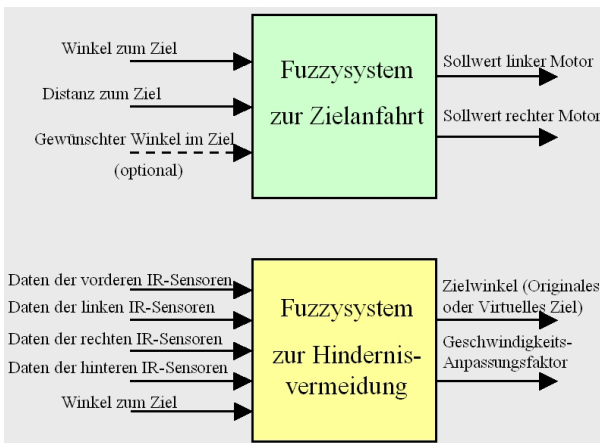 Winkel zum Ziel
Distanz zum Ziel
Gewünschter Winkel im Ziel
(optional)
Fuzzysystem
zur Zielanfahrt
Sollwert linker Motor
Sollwert rechter Motor
Daten der vorderen IR-Sensoren
Daten der linken IR-Sensoren
Daten der rechten IR-Sensoren
Daten der hinteren IR-Sensoren
Winkel zum Ziel
Fuzzysystem
zur Hindernis-
vermeidung
Zielwinkel (Originales
oder Virtuelles Ziel)
Geschwindigkeits-
Anpassungsfaktor